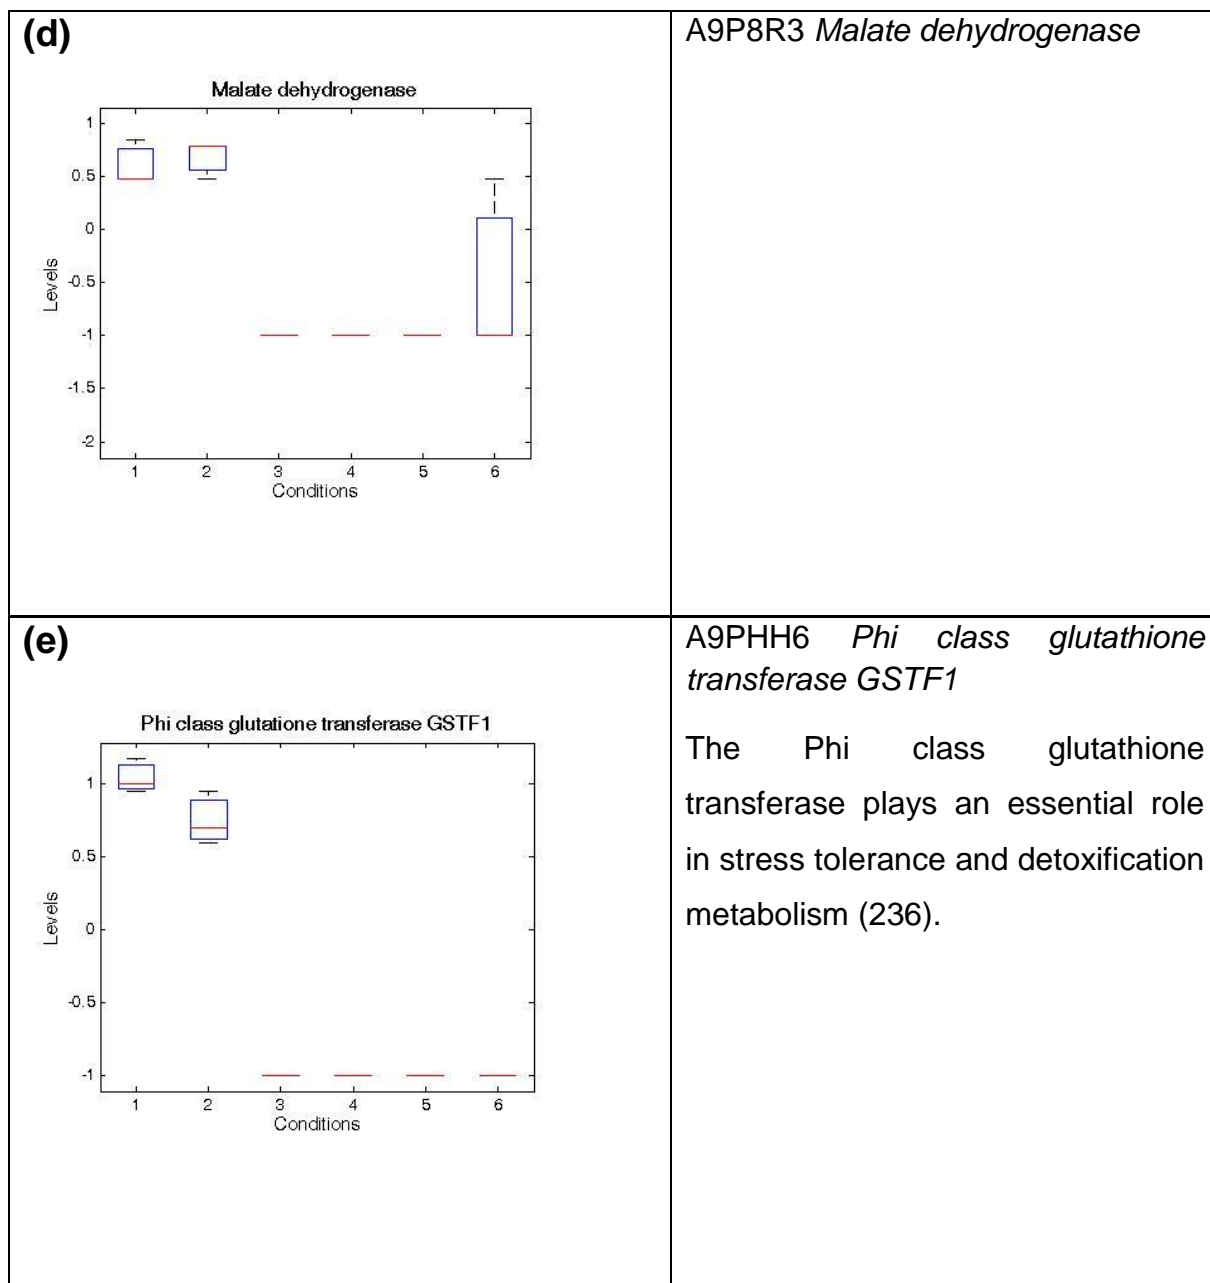 (d)
A9P8R3 Malate dehydrogenase
Malate dehydrogenase
1
0.5
0
-0.5
-1
-1.5
-2
Levels
1 2 3 4 5 6
Conditions
(e)
A9PHH6 Phi class glutathione
transferase GSTF1
The Phi class glutathione
transferase plays an essential role
in stress tolerance and detoxification
metabolism (236).
Phi class glutatione transferase GSTF1
1
0.5
0
-0.5
-1
Levels
1 2 3 4 5 6
Conditions